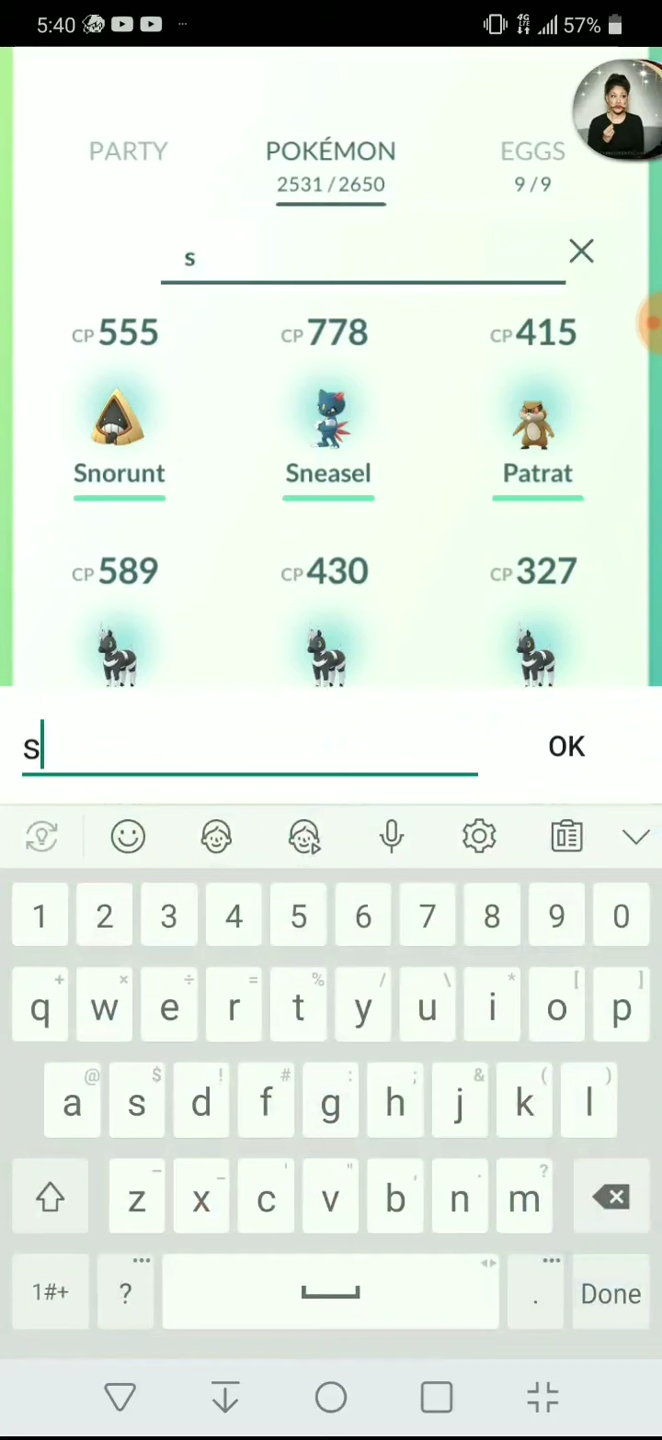 5:40 ... 4G LTE 57%
PARTY POKÉMON EGGS
2531 / 2650 9 / 9
s
CP 555 CP 778 CP 415
Snorunt Sneasel Patrat
CP 589 CP 430 CP 327
s OK
1 2 3 4 5 6 7 8 9 0
+ × ÷ = % / \ * [ ]
q w e r t y u i o p
@ $ ! # : ; & ( )
a s d f g h j k l
- _ ' " , . ?
z x c v b n m
1#+ ? . Done